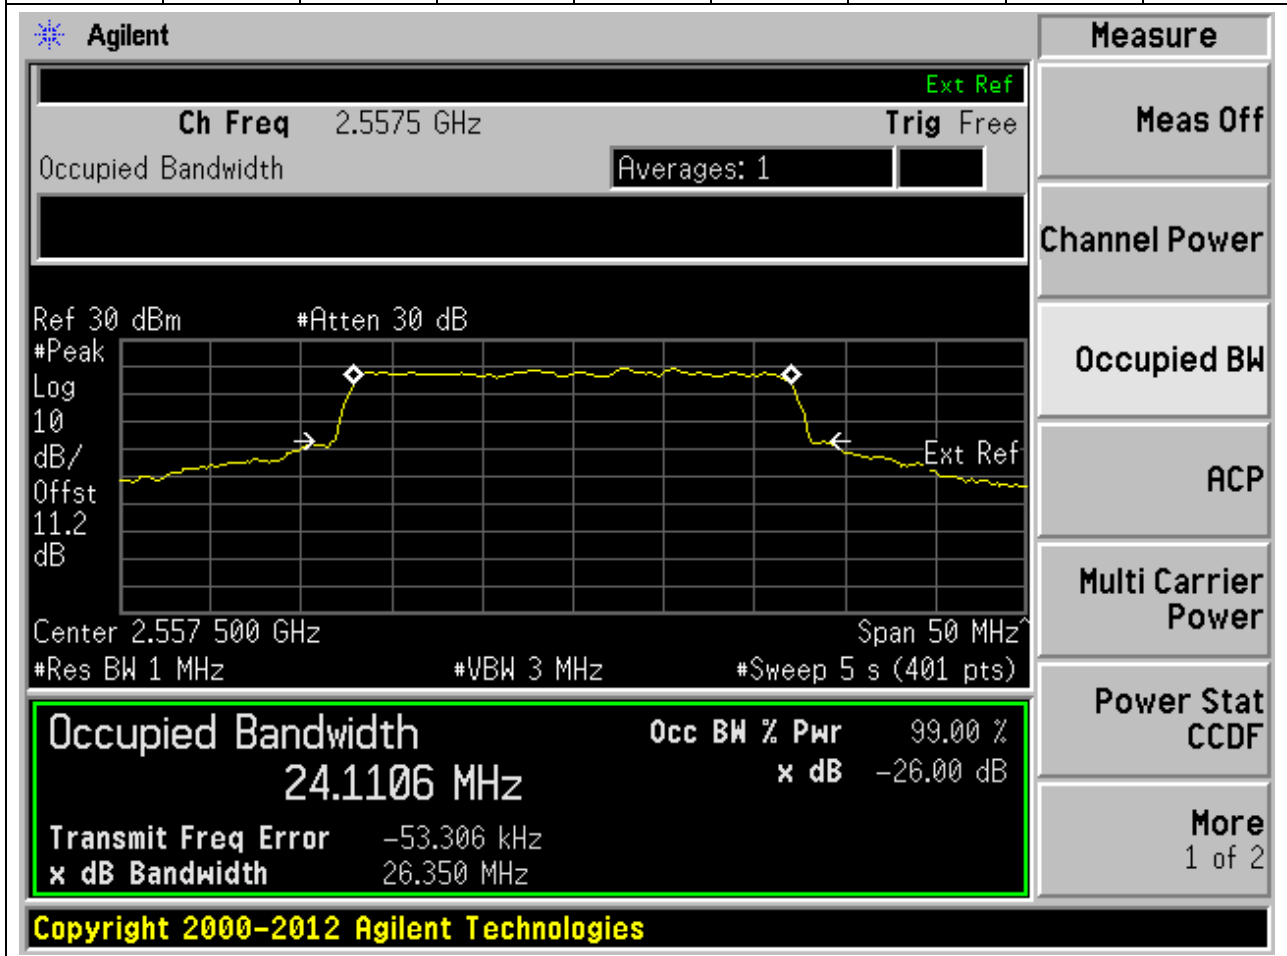 Agilent
Measure
Ext Ref
Ch Freq 2.5575 GHz Trig Free
Occupied Bandwidth Averages: 1
Ref 30 dBm #Atten 30 dB
#Peak
Log
10
dB/
Offst
11.2
dB
Ext Ref
Center 2.557 500 GHz Span 50 MHz^
#Res BW 1 MHz #VBW 3 MHz #Sweep 5 s (401 pts)
Occupied Bandwidth Occ BW % Pwr 99.00 %
24.1106 MHz x dB -26.00 dB
Transmit Freq Error -53.306 kHz
x dB Bandwidth 26.350 MHz
Copyright 2000-2012 Agilent Technologies
Meas Off
Channel Power
Occupied BW
ACP
Multi Carrier
Power
Power Stat
CCDF
More
1 of 2